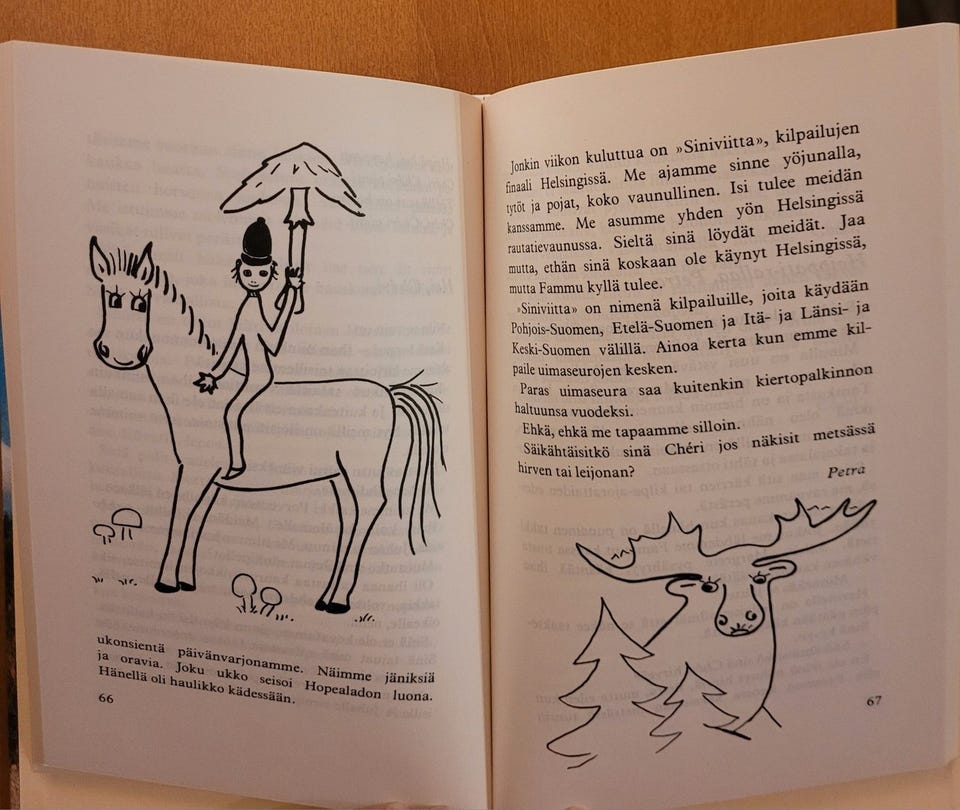 ukonsientä päivänvarjonamme. Näimme jäniksiä
ja oravia. Joku ukko seisoi Hopealadon luona.
Hänellä oli haulikko kädessään.
66
Jonkin viikon kuluttua on »Siniviitta», kilpailujen
finaali Helsingissä. Me ajamme sinne yöjunalla,
tytöt ja pojat, koko vaunullinen. Isi tulee meidän
kanssamme. Me asumme yhden yön Helsingissä
rautatievaunussa. Sieltä sinä löydät meidät. Jaa
mutta, ethän sinä koskaan ole käynyt Helsingissä,
mutta Fammu kyllä tulee.
»Siniviitta» on nimenä kilpailuille, joita käydään
Pohjois-Suomen, Etelä-Suomen ja Itä- ja Länsi- ja
Keski-Suomen välillä. Ainoa kerta kun emme kil-
paile uimaseurojen kesken.
Paras uimaseura saa kuitenkin kiertopalkinnon
haltuunsa vuodeksi.
Ehkä, ehkä me tapaamme silloin.
Säikähtäisitkö sinä Chéri jos näkisit metsässä
hirven tai leijonan?
Petra
67